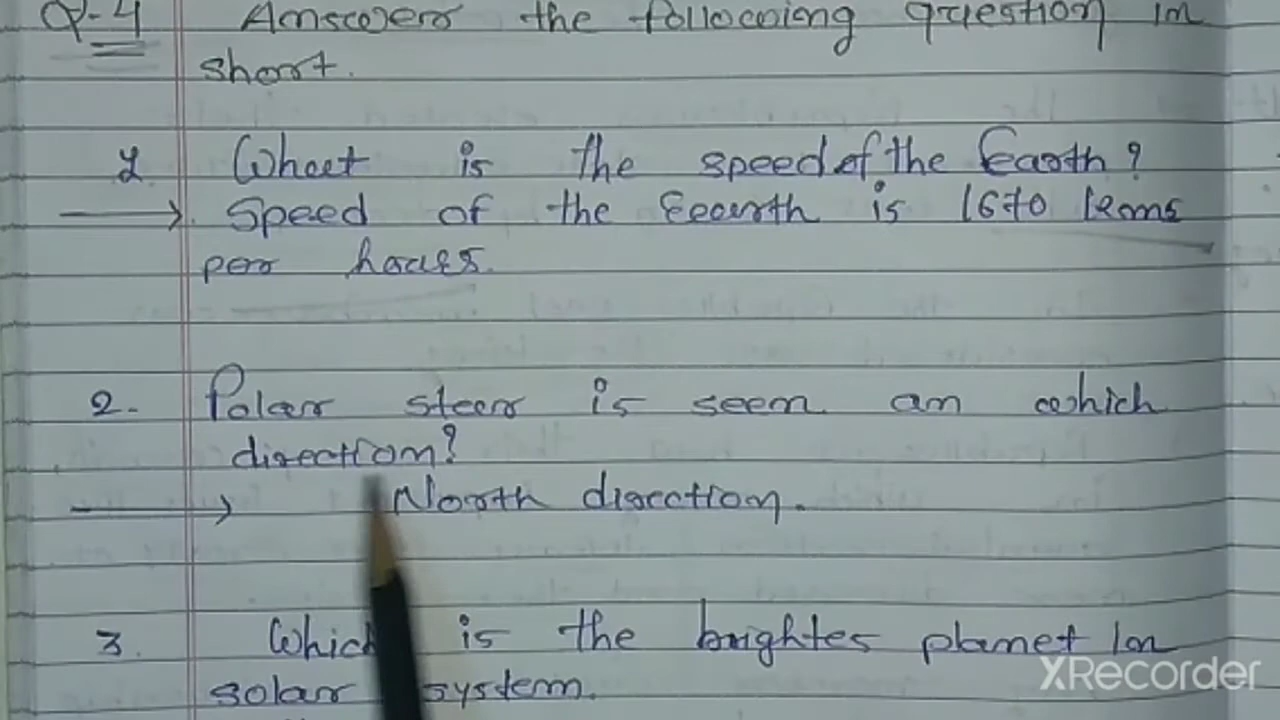 Q-4 Answer the following question in
short.
1. What is the speed of the Earth?
Speed of the Earth is 1670 kms
per hour.
2. Polar star is seen an which
direction?
North direction.
3. Which is the brightes planet in
solar system.
XRecorder